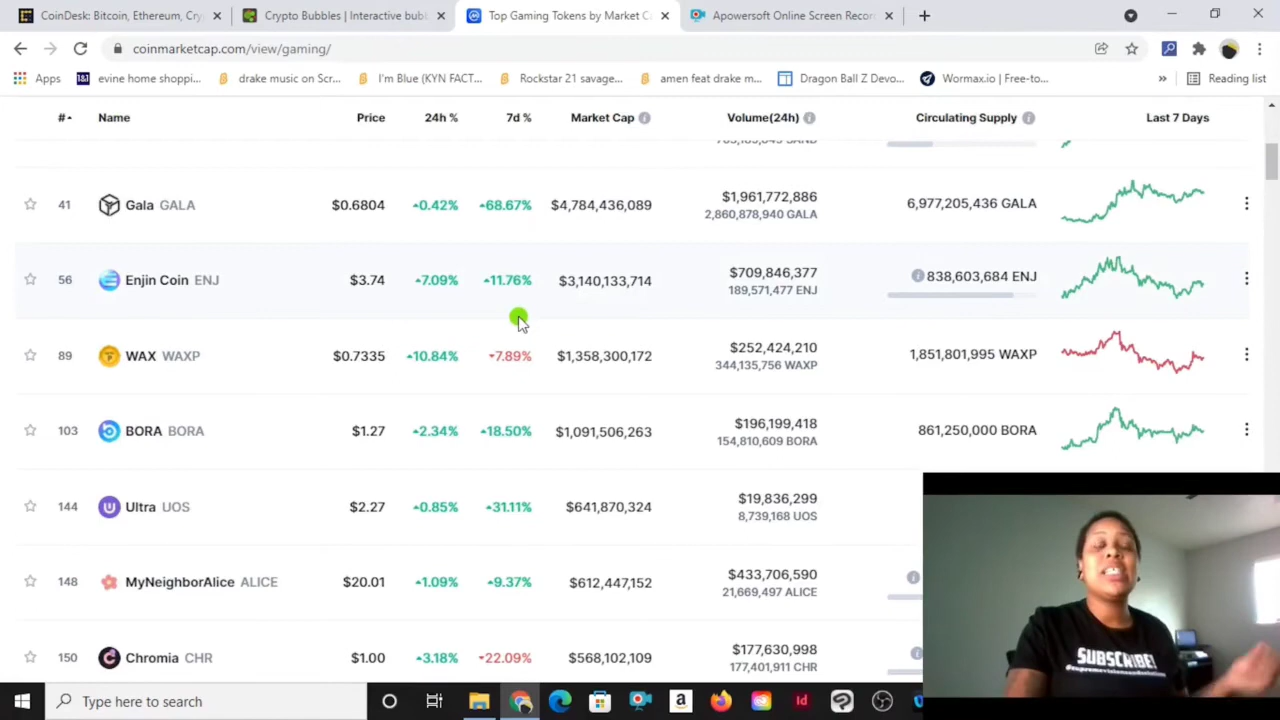 CoinDesk: Bitcoin, Ethereum, Cry
Crypto Bubbles | Interactive bubb
Top Gaming Tokens by Market C
Apowersoft Online Screen Recor
coinmarketcap.com/view/gaming/
Apps
evine home shoppi...
drake music on Scr...
I'm Blue (KYN FACT...
Rockstar 21 savage...
amen feat drake m...
Dragon Ball Z Devo...
Wormax.io | Free-to...
»
Reading list
# Name Price 24h % 7d % Market Cap Volume(24h) Circulating Supply Last 7 Days
41 Gala GALA $0.6804 0.42% 68.67% $4,784,436,089 $1,961,772,886 6,977,205,436 GALA
2,860,878,940 GALA
56 Enjin Coin ENJ $3.74 7.09% 11.76% $3,140,133,714 $709,846,377 838,603,684 ENJ
189,571,477 ENJ
89 WAX WAXP $0.7335 10.84% 7.89% $1,358,300,172 $252,424,210 1,851,801,995 WAXP
344,135,756 WAXP
103 BORA BORA $1.27 2.34% 18.50% $1,091,506,263 $196,199,418 861,250,000 BORA
154,810,609 BORA
144 Ultra UOS $2.27 0.85% 31.11% $641,870,324 $19,836,299
8,739,168 UOS
148 MyNeighborAlice ALICE $20.01 1.09% 9.37% $612,447,152 $433,706,590
21,669,497 ALICE
150 Chromia CHR $1.00 3.18% 22.09% $568,102,109 $177,630,998
177,401,911 CHR
SUBSCRIBE!
Type here to search